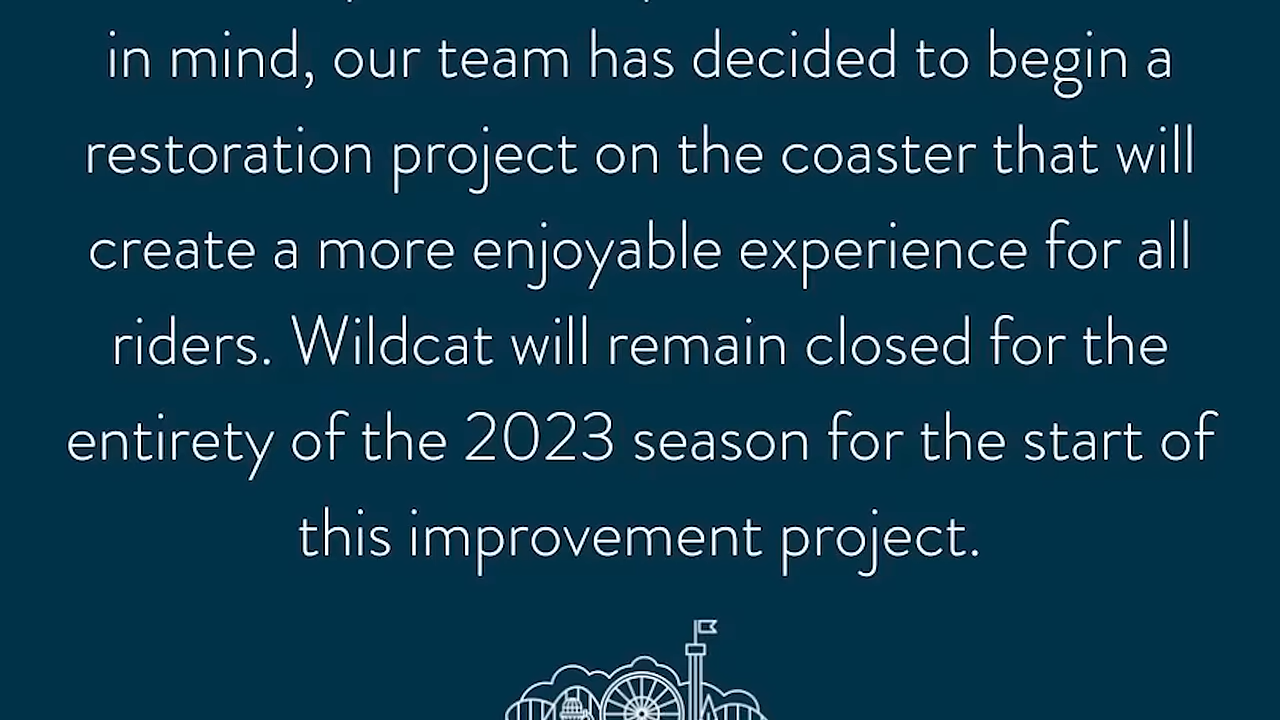 in mind, our team has decided to begin a
restoration project on the coaster that will
create a more enjoyable experience for all
riders. Wildcat will remain closed for the
entirety of the 2023 season for the start of
this improvement project.